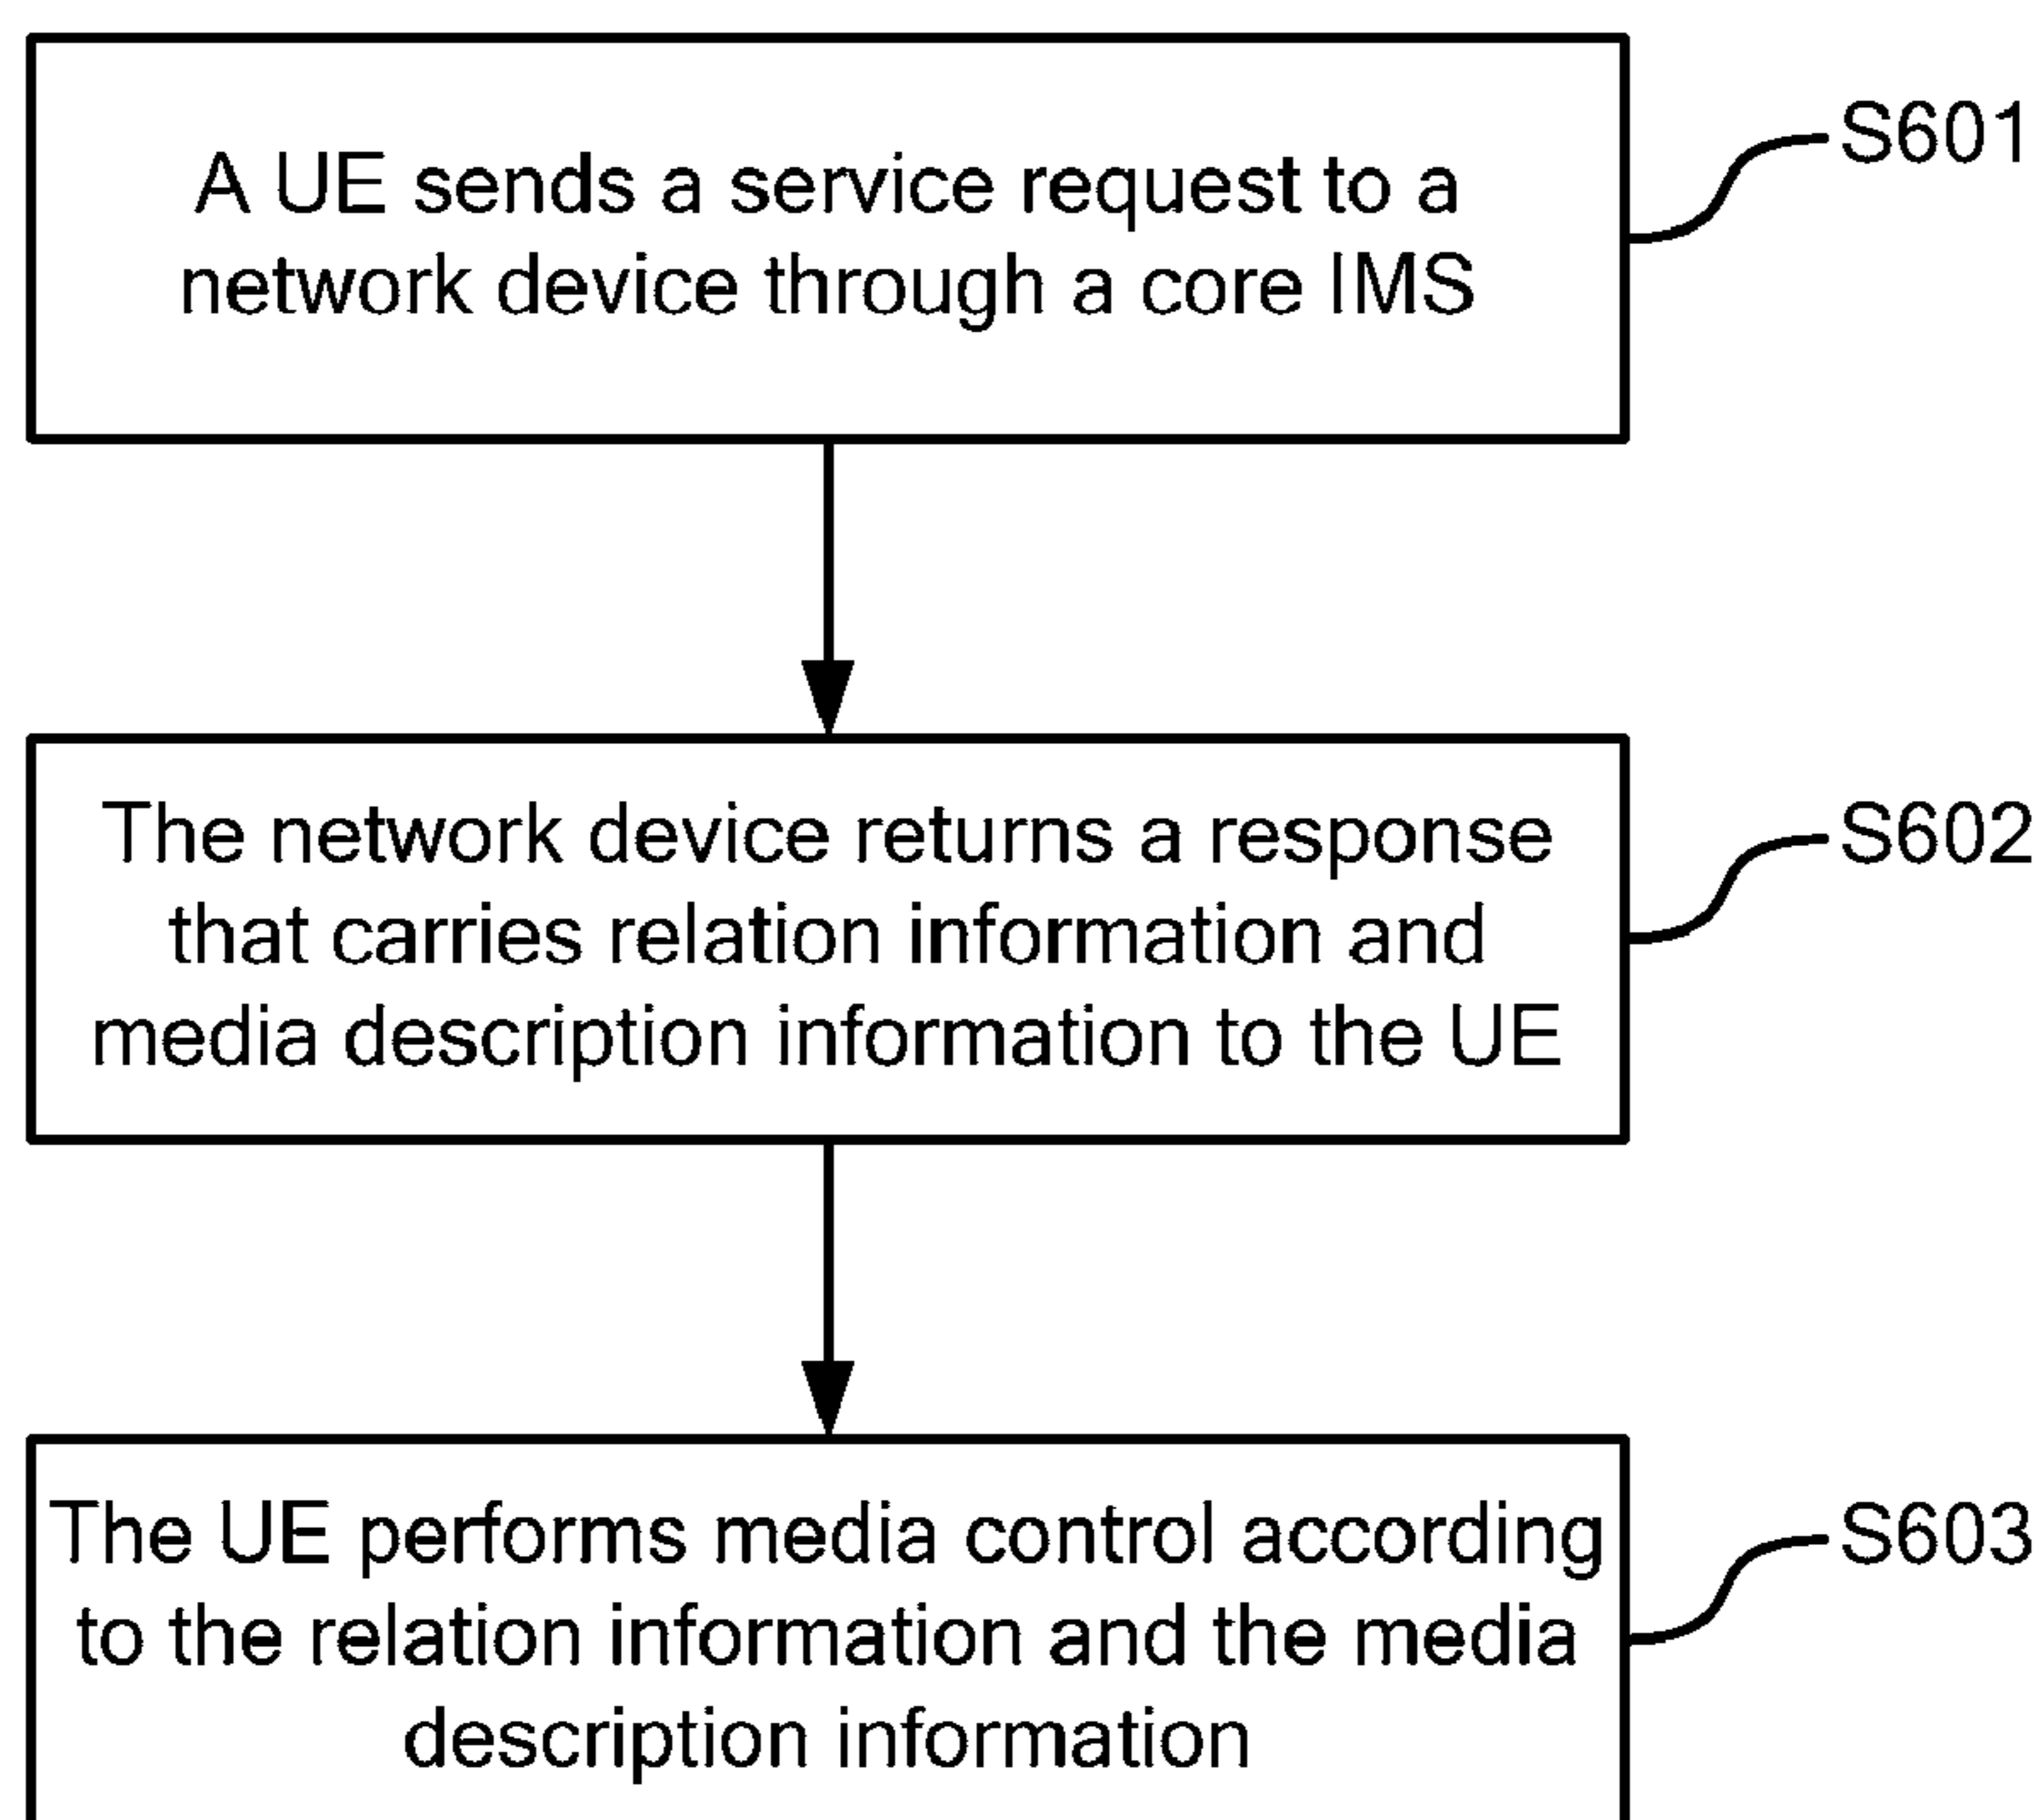 A UE sends a service request to a
network device through a core IMS
S601
The network device returns a response
that carries relation information and
media description information to the UE
S602
The UE performs media control according
to the relation information and the media
description information
S603